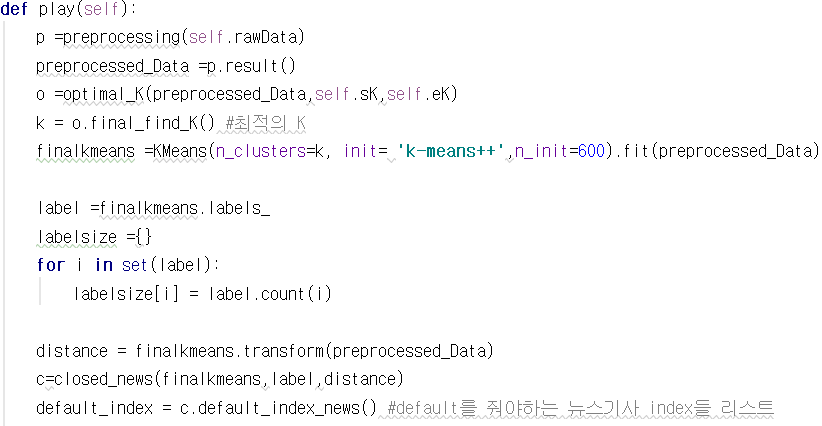 def play(self):
    p =preprocessing(self.rawData)
    preprocessed_Data =p.result()
    o =optimal_K(preprocessed_Data,self.sK,self.eK)
    k = o.final_find_K() #최적의 K
    finalkmeans =KMeans(n_clusters=k, init= 'k-means++',n_init=600).fit(preprocessed_Data)
    label =finalkmeans.labels_
    labelsize ={}
    for i in set(label):
        labelsize[i] = label.count(i)
    distance = finalkmeans.transform(preprocessed_Data)
    c=closed_news(finalkmeans,label,distance)
    default_index = c.default_index_news() #default를 줘야하는 뉴스기사 index들 리스트